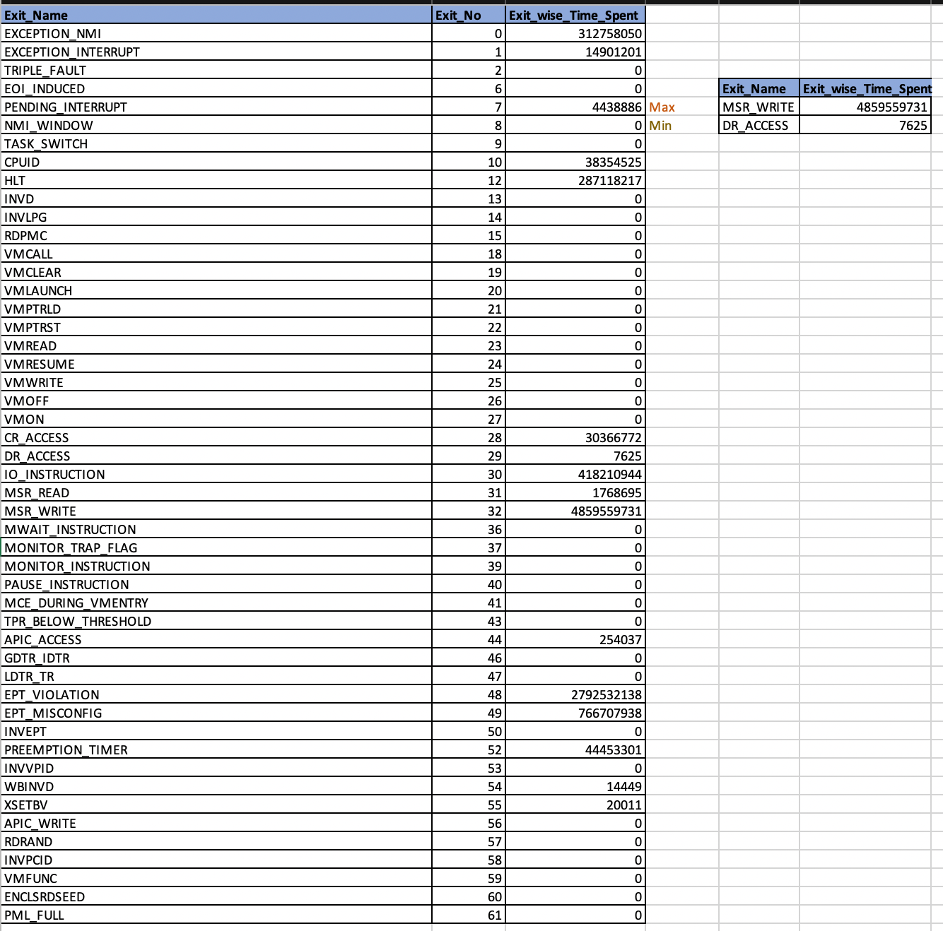 Exit_Name Exit_No Exit_wise_Time_Spent
EXCEPTION_NMI 0 312758050
EXCEPTION_INTERRUPT 1 14901201
TRIPLE_FAULT 2 0
EOI_INDUCED 6 0 Exit_Name Exit_wise_Time_Spent
PENDING_INTERRUPT 7 4438886 Max MSR_WRITE 4859559731
NMI_WINDOW 8 0 Min DR_ACCESS 7625
TASK_SWITCH 9 0
CPUID 10 38354525
HLT 12 287118217
INVD 13 0
INVLPG 14 0
RDPMC 15 0
VMCALL 18 0
VMCLEAR 19 0
VMLAUNCH 20 0
VMPTRLD 21 0
VMPTRST 22 0
VMREAD 23 0
VMRESUME 24 0
VMWRITE 25 0
VMOFF 26 0
VMON 27 0
CR_ACCESS 28 30366772
DR_ACCESS 29 7625
IO_INSTRUCTION 30 418210944
MSR_READ 31 1768695
MSR_WRITE 32 4859559731
MWAIT_INSTRUCTION 36 0
MONITOR_TRAP_FLAG 37 0
MONITOR_INSTRUCTION 39 0
PAUSE_INSTRUCTION 40 0
MCE_DURING_VMENTRY 41 0
TPR_BELOW_THRESHOLD 43 0
APIC_ACCESS 44 254037
GDTR_IDTR 46 0
LDTR_TR 47 0
EPT_VIOLATION 48 2792532138
EPT_MISCONFIG 49 766707938
INVEPT 50 0
PREEMPTION_TIMER 52 44453301
INVVPID 53 0
WBINVD 54 14449
XSETBV 55 20011
APIC_WRITE 56 0
RDRAND 57 0
INVPCID 58 0
VMFUNC 59 0
ENCLSRDSEED 60 0
PML_FULL 61 0